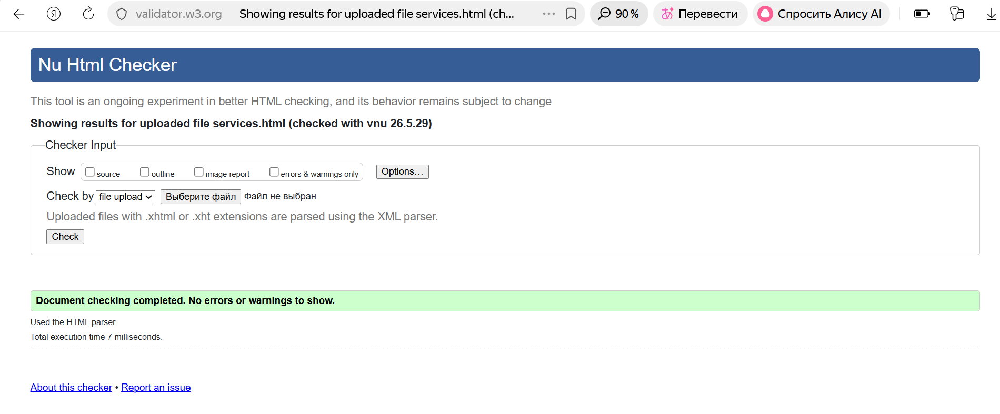 validator.w3.org Showing results for uploaded file services.html (ch... 90 % Перевести Спросить Алису AI
Nu Html Checker
This tool is an ongoing experiment in better HTML checking, and its behavior remains subject to change
Showing results for uploaded file services.html (checked with vnu 26.5.29)
Checker Input
Show source outline image report errors & warnings only Options...
Check by file upload Выберите файл Файл не выбран
Uploaded files with .xhtml or .xht extensions are parsed using the XML parser.
Check
Document checking completed. No errors or warnings to show.
Used the HTML parser.
Total execution time 7 milliseconds.
About this checker • Report an issue